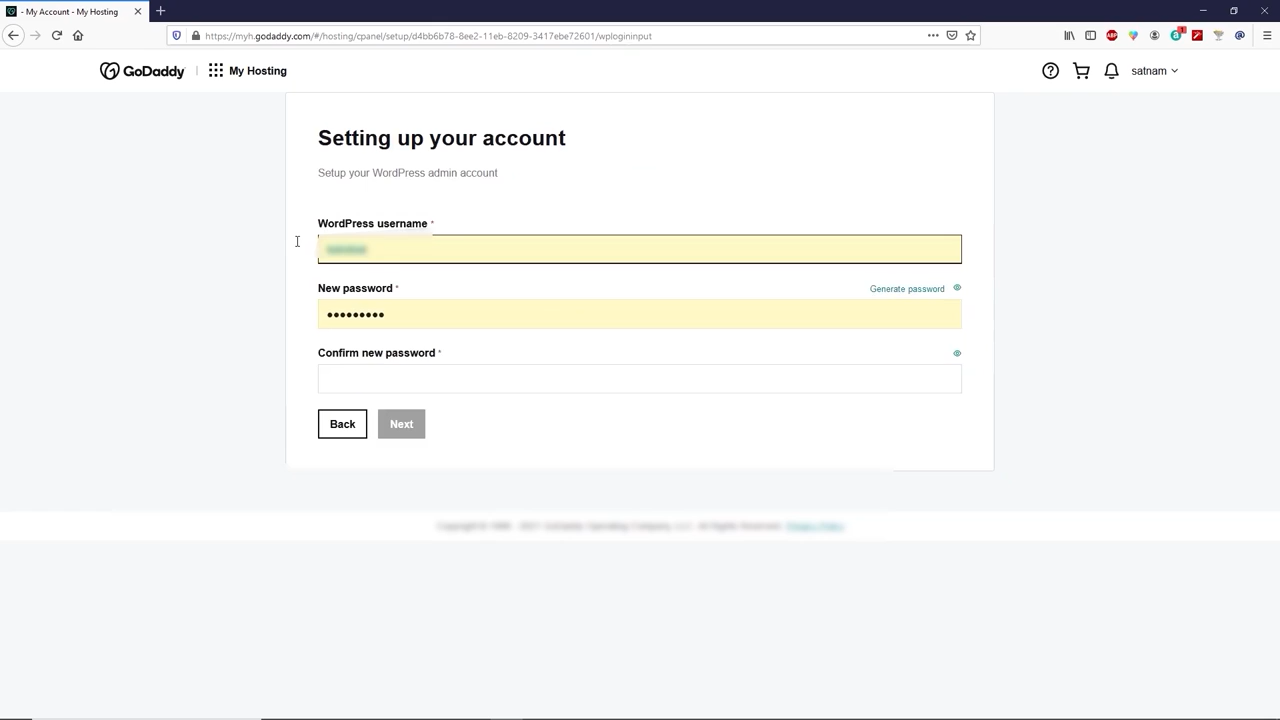 - My Account - My Hosting
https://myh.godaddy.com/#/hosting/cpanel/setup/d4bb6b78-8ee2-11eb-8209-3417ebe72601/wplogininput
GoDaddy
My Hosting
satnam
Setting up your account
Setup your WordPress admin account
WordPress username *
New password *
Generate password
•••••••••
Confirm new password *
Back
Next